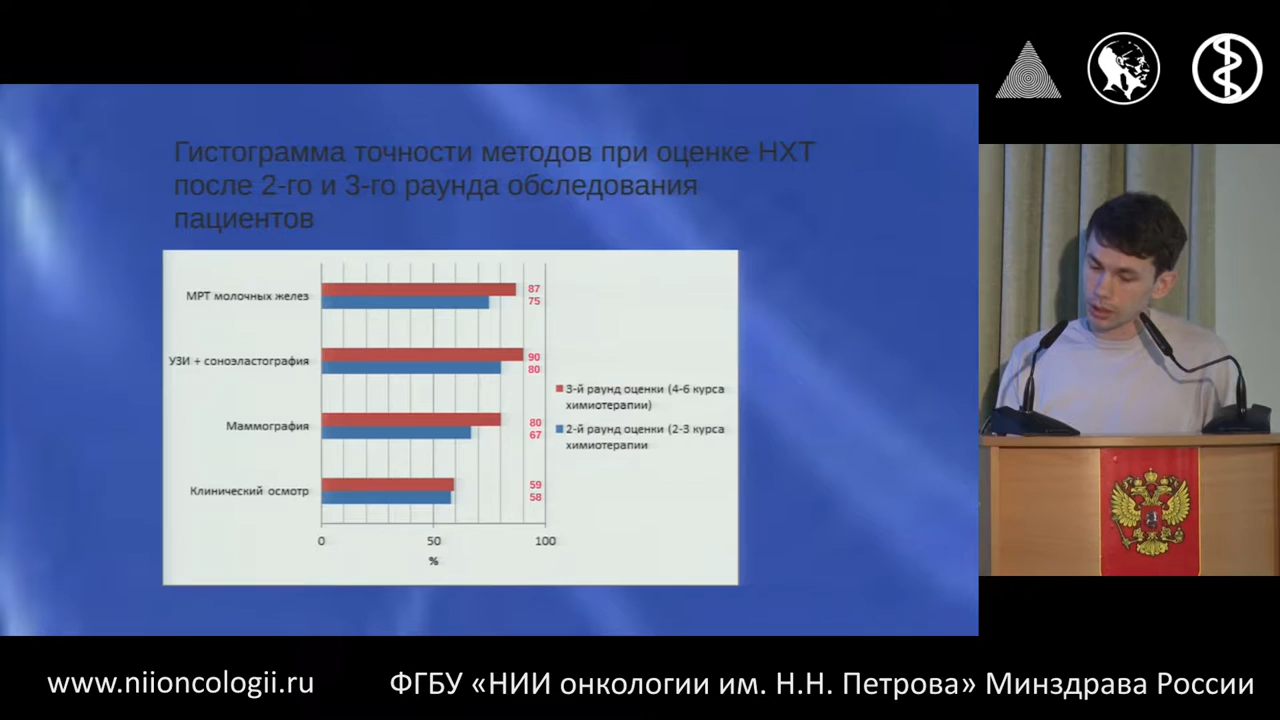 Гистограмма точности методов при оценке НХТ
после 2-го и 3-го раунда обследования
пациентов
МРТ молочных желез
87
75
УЗИ + соноэластография
90
80
Маммография
80
67
Клинический осмотр
59
58
0
50
100
%
3-й раунд оценки (4-6 курса
химиотерапии)
2-й раунд оценки (2-3 курса
химиотерапии
www.niioncologii.ru
ФГБУ «НИИ онкологии им. Н.Н. Петрова» Минздрава России